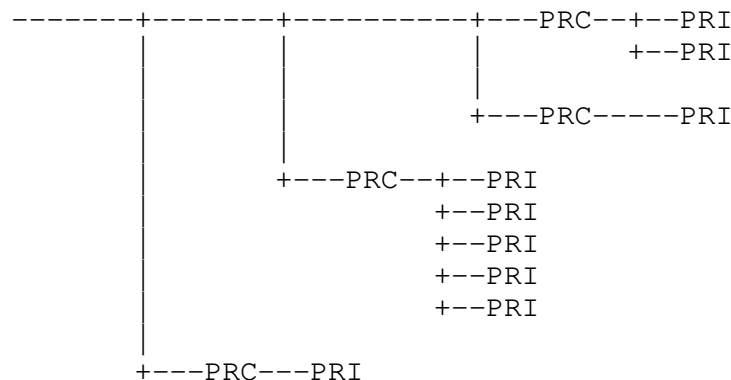 -------+-------+----------+---PRC--+--PRI
       |       |          |        +--PRI
       |       |          |
       |       |          +---PRC-----PRI
       |       |
       |       +---PRC--+--PRI
       |                +--PRI
       |                +--PRI
       |                +--PRI
       |                +--PRI
       |
       +---PRC---PRI